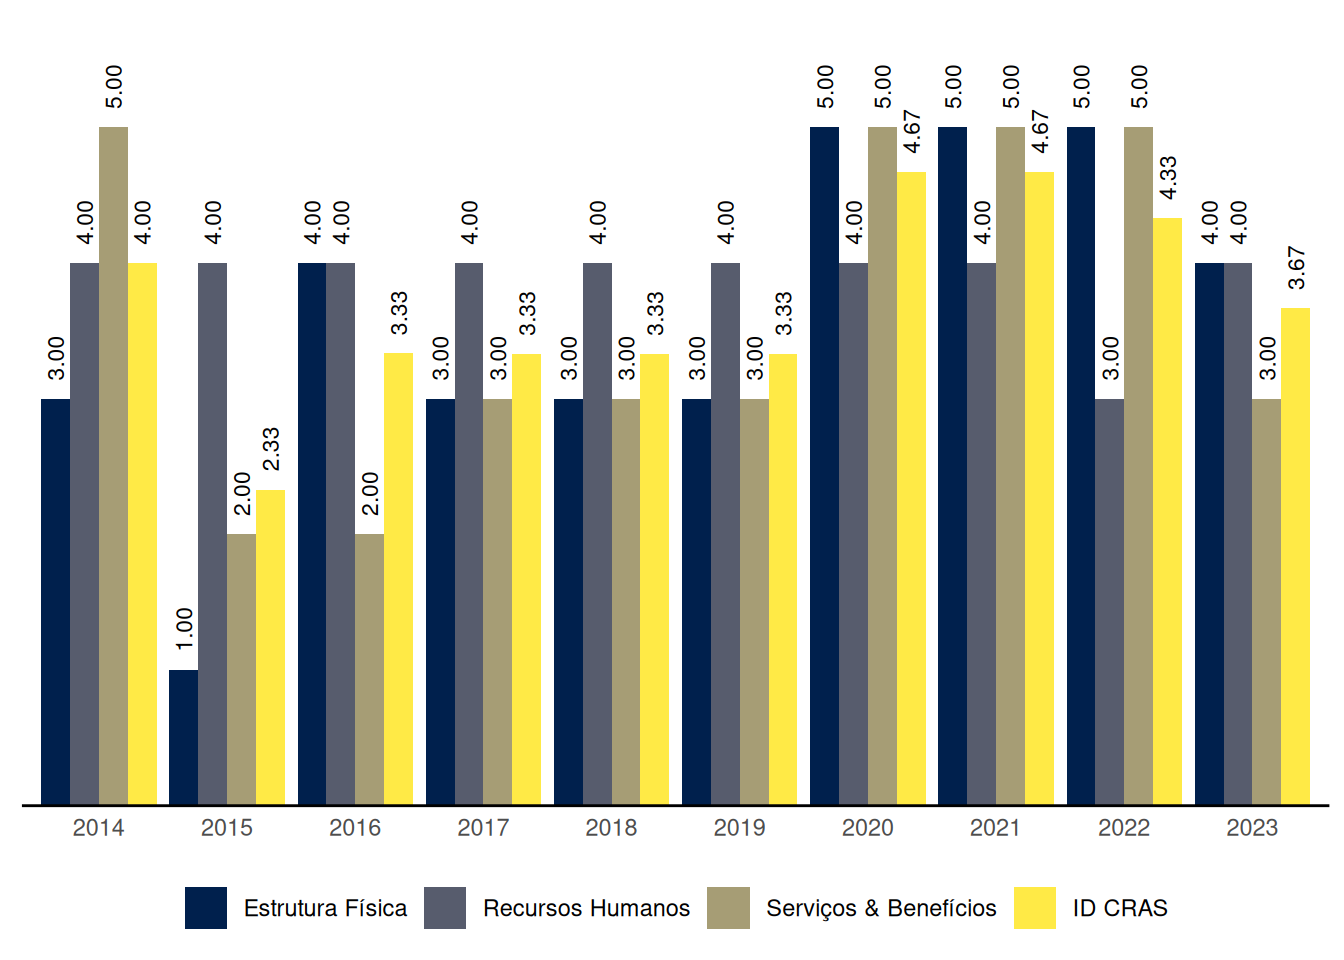 3.00 4.00 5.00 4.00
1.00 4.00 2.00 2.33
4.00 4.00 2.00 3.33
3.00 4.00 3.00 3.33
3.00 4.00 3.00 3.33
3.00 4.00 3.00 3.33
5.00 4.00 5.00 4.67
5.00 4.00 5.00 4.67
5.00 3.00 5.00 4.33
4.00 4.00 3.00 3.67
2014 2015 2016 2017 2018 2019 2020 2021 2022 2023
Estrutura Física Recursos Humanos Serviços & Benefícios ID CRAS